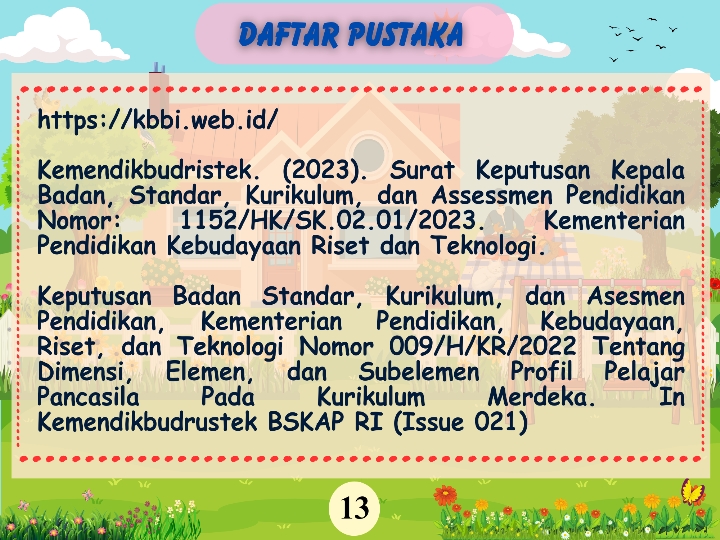 DAFTAR PUSTAKA
https://kbbi.web.id/
Kemendikbudristek. (2023). Surat Keputusan Kepala
Badan, Standar, Kurikulum, dan Assessmen Pendidikan
Nomor: 1152/HK/SK.02.01/2023. Kementerian
Pendidikan Kebudayaan Riset dan Teknologi.
Keputusan Badan Standar, Kurikulum, dan Asesmen
Pendidikan, Kementerian Pendidikan, Kebudayaan,
Riset, dan Teknologi Nomor 009/H/KR/2022 Tentang
Dimensi, Elemen, dan Subelemen Profil Pelajar
Pancasila Pada Kurikulum Merdeka. In
Kemendikbudrustek BSKAP RI (Issue 021)
13